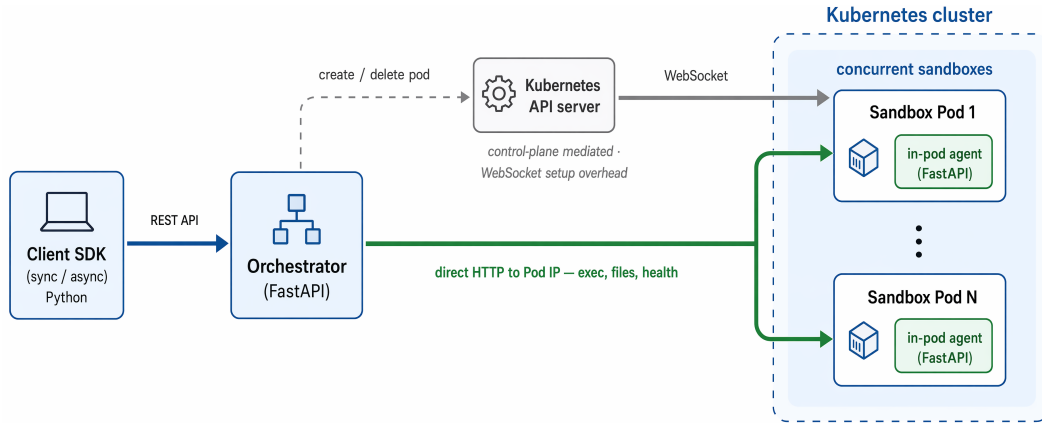 Kubernetes cluster
create / delete pod
Kubernetes
API server
WebSocket
concurrent sandboxes
control-plane mediated ·
WebSocket setup overhead
Sandbox Pod 1
in-pod agent
(FastAPI)
Client SDK
(sync / async)
Python
REST API
Orchestrator
(FastAPI)
direct HTTP to Pod IP — exec, files, health
Sandbox Pod N
in-pod agent
(FastAPI)